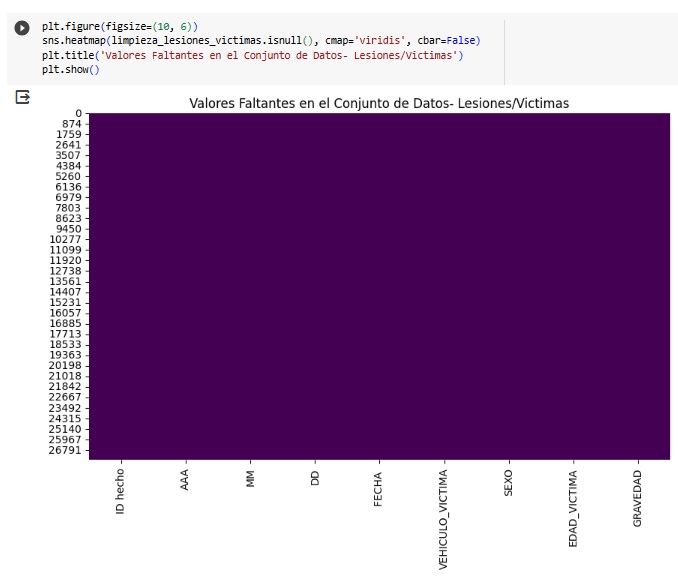 plt.figure(figsize=(10, 6))
sns.heatmap(limpieza_lesiones_victimas.isnull(), cmap='viridis', cbar=False)
plt.title('Valores Faltantes en el Conjunto de Datos- Lesiones/Victimas')
plt.show()
Valores Faltantes en el Conjunto de Datos- Lesiones/Victimas
0
874
1759
2641
3507
4384
5260
6136
6979
7803
8623
9450
10277
11099
11920
12738
13561
14407
15231
16057
16885
17713
18533
19363
20198
21018
21842
22667
23492
24315
25140
25967
26791
ID hecho
AAA
MM
DD
FECHA
VEHICULO_VICTIMA
SEXO
EDAD_VICTIMA
GRAVEDAD